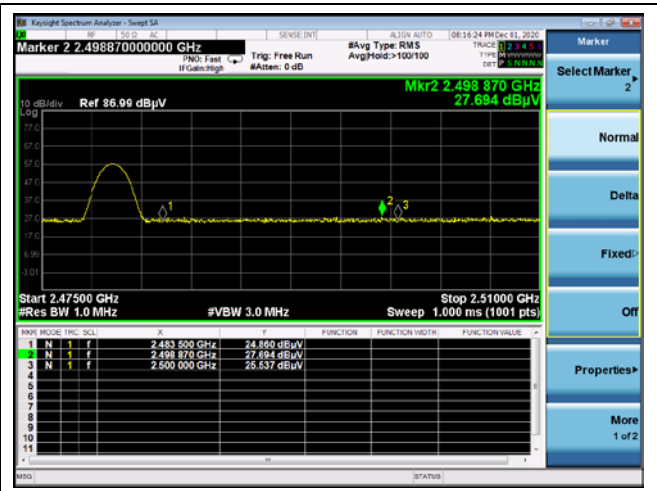 Keysight Spectrum Analyzer - Swept SA
RF 50 Ω AC SENSE:INT ALIGN AUTO 08:16:24 PM Dec 01, 2020
Marker 2 2.498870000000 GHz
PNO: Fast
IFGain:High
Trig: Free Run
#Atten: 0 dB
#Avg Type: RMS
Avg|Hold:>100/100
TRACE 1 2 3 4 5 6
TYPE M
DET P S N N N N
Mkr2 2.498 870 GHz
27.694 dBµV
10 dB/div Ref 86.99 dBµV
Log
77.0
67.0
57.0
47.0
37.0
27.0
17.0
6.99
-3.01
1
2
3
Start 2.47500 GHz Stop 2.51000 GHz
#Res BW 1.0 MHz #VBW 3.0 MHz Sweep 1.000 ms (1001 pts)
MKR MODE TRC SCL X Y FUNCTION FUNCTION WIDTH FUNCTION VALUE
1 N 1 f 2.483 500 GHz 24.860 dBµV
2 N 1 f 2.498 870 GHz 27.694 dBµV
3 N 1 f 2.500 000 GHz 25.537 dBµV
4
5
6
7
8
9
10
11
MSG STATUS
Marker
Select Marker
2
Normal
Delta
Fixed
Off
Properties
More
1 of 2